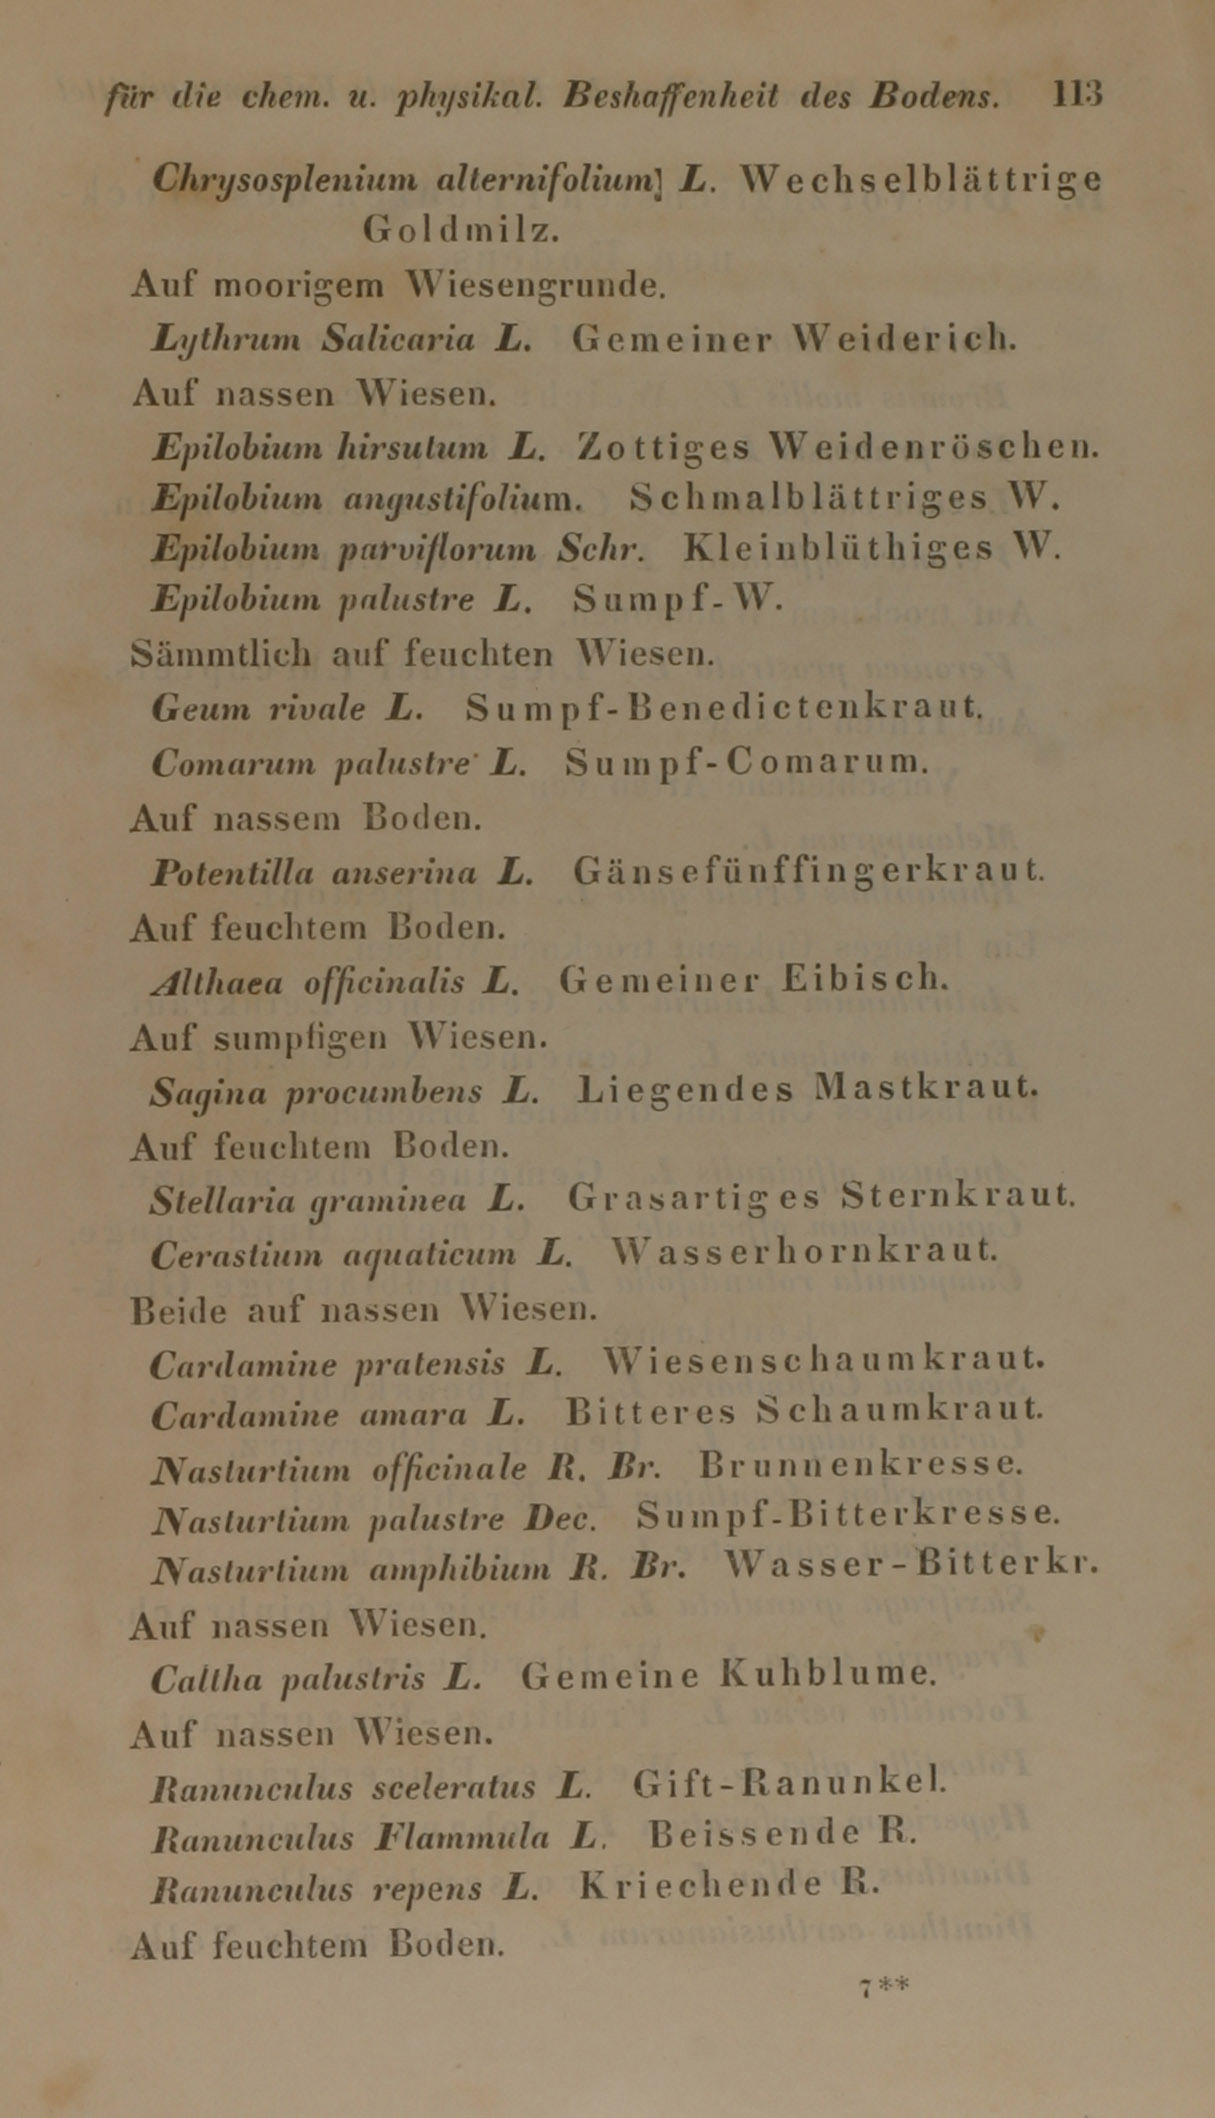 für die chem. u. physikal. Beshaffenheit des Bodens. 113
Chrysosplenium alternifolium] L. Wechselblättrige
Goldmilz.
Auf moorigem Wiesengrunde.
Lythrum Salicaria L. Gemeiner Weiderich.
Auf nassen Wiesen.
Epilobium hirsutum L. Zottiges Weidenröschen.
Epilobium angustifolium. Schmalblättriges W.
Epilobium parviflorum Schr. Kleinblüthiges W.
Epilobium palustre L. Sumpf-W.
Sämmtlich auf feuchten Wiesen.
Geum rivale L. Sumpf-Benedictenkraut.
Comarum palustre L. Sumpf-Comarum.
Auf nassem Boden.
Potentilla anserina L. Gänsefünffingerkraut.
Auf feuchtem Boden.
Althaea officinalis L. Gemeiner Eibisch.
Auf sumpfigen Wiesen.
Sagina procumbens L. Liegendes Mastkraut.
Auf feuchtem Boden.
Stellaria graminea L. Grasartiges Sternkraut.
Cerastium aquaticum L. Wasserhornkraut.
Beide auf nassen Wiesen.
Cardamine pratensis L. Wiesenschaumkraut.
Cardamine amara L. Bitteres Schaumkraut.
Nasturtium officinale R. Br. Brunnenkresse.
Nasturtium palustre Dec. Sumpf-Bitterkresse.
Nasturtium amphibium R. Br. Wasser-Bitterkr.
Auf nassen Wiesen.
Caltha palustris L. Gemeine Kuhblume.
Auf nassen Wiesen.
Ranunculus sceleratus L. Gift-Ranunkel.
Ranunculus Flammula L. Beissende R.
Ranunculus repens L. Kriechende R.
Auf feuchtem Boden.
7**